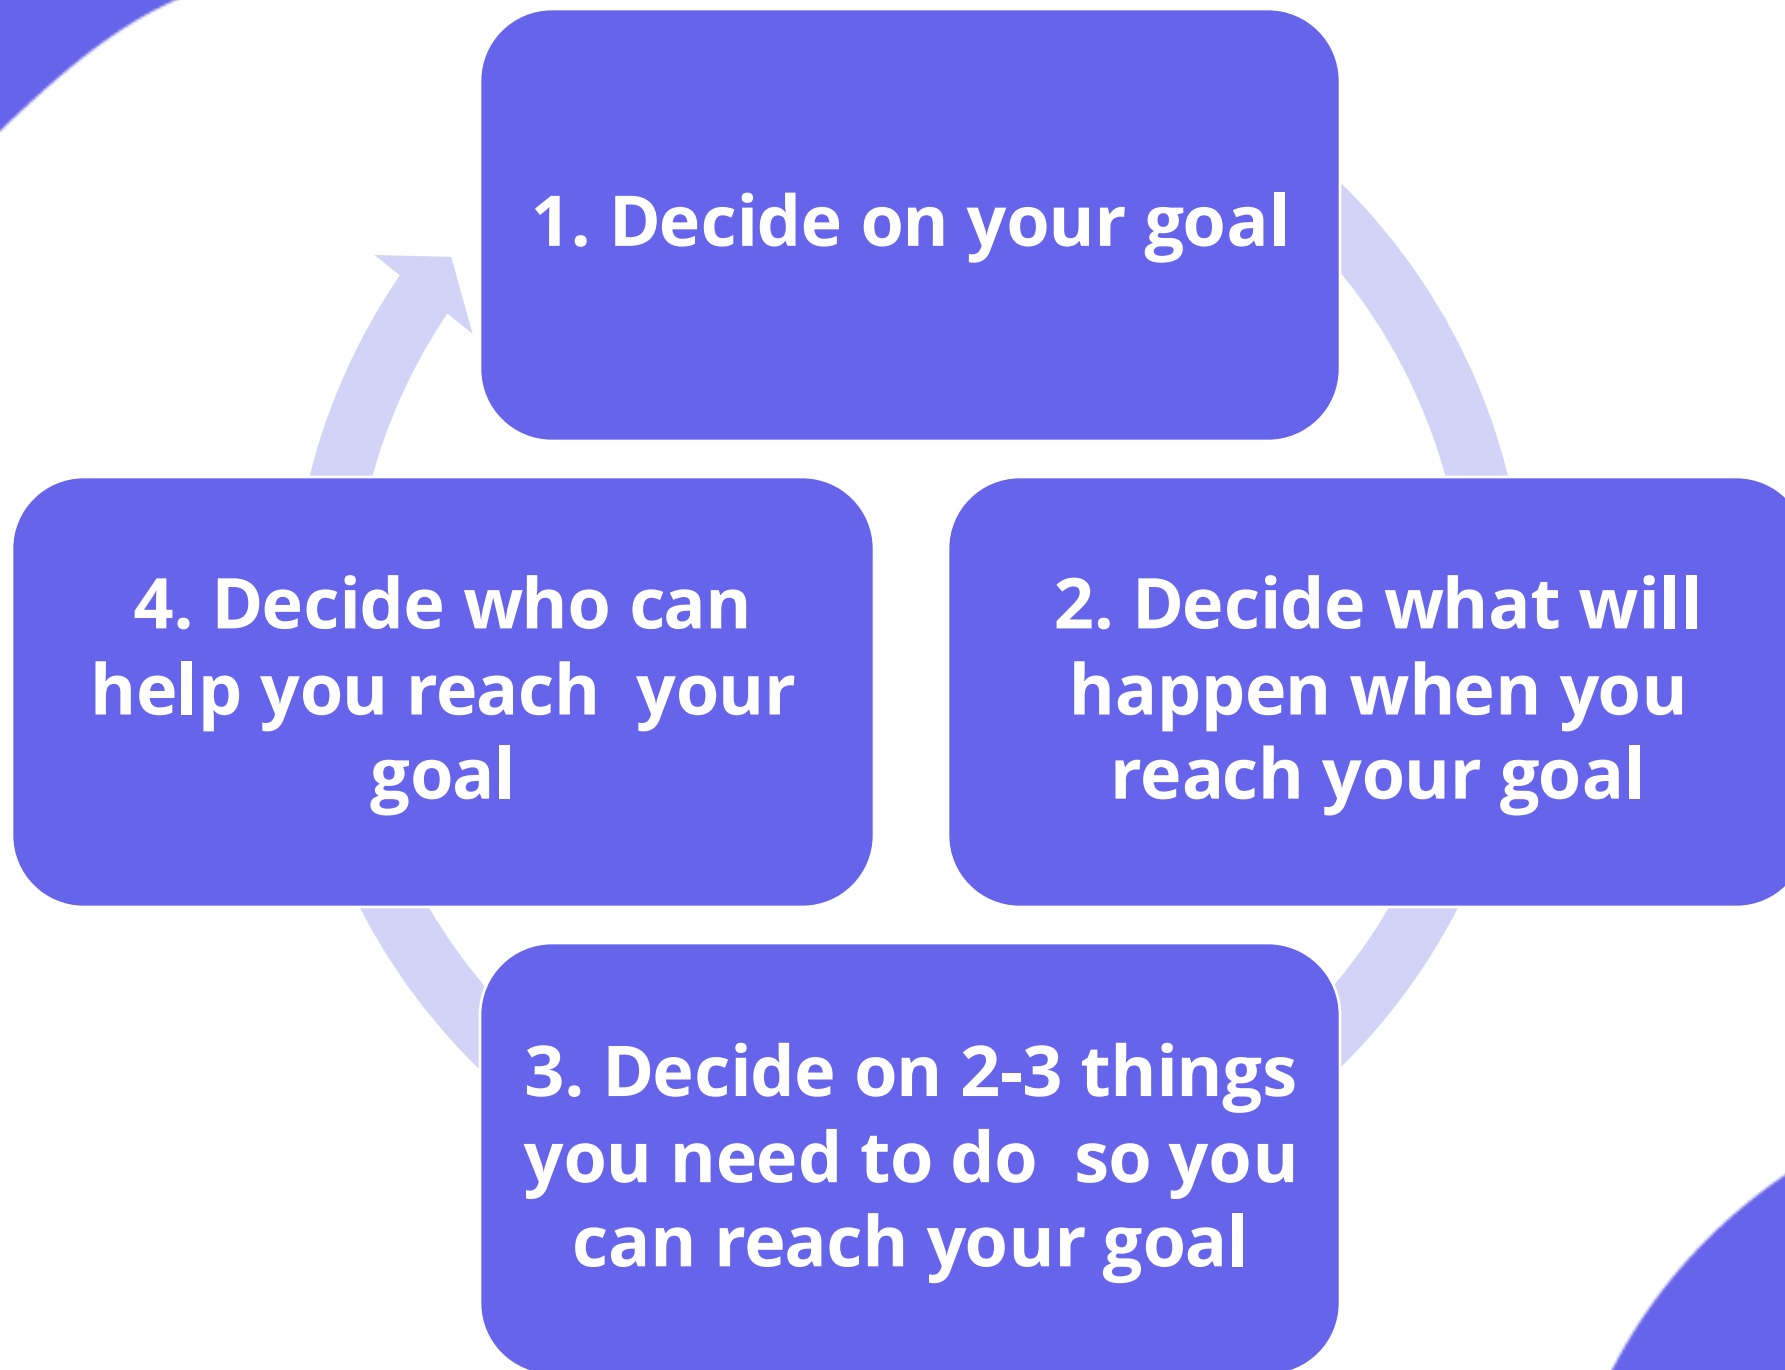 1. Decide on your goal
2. Decide what will
happen when you
reach your goal
3. Decide on 2-3 things
you need to do  so you
can reach your goal
4. Decide who can
help you reach  your
goal